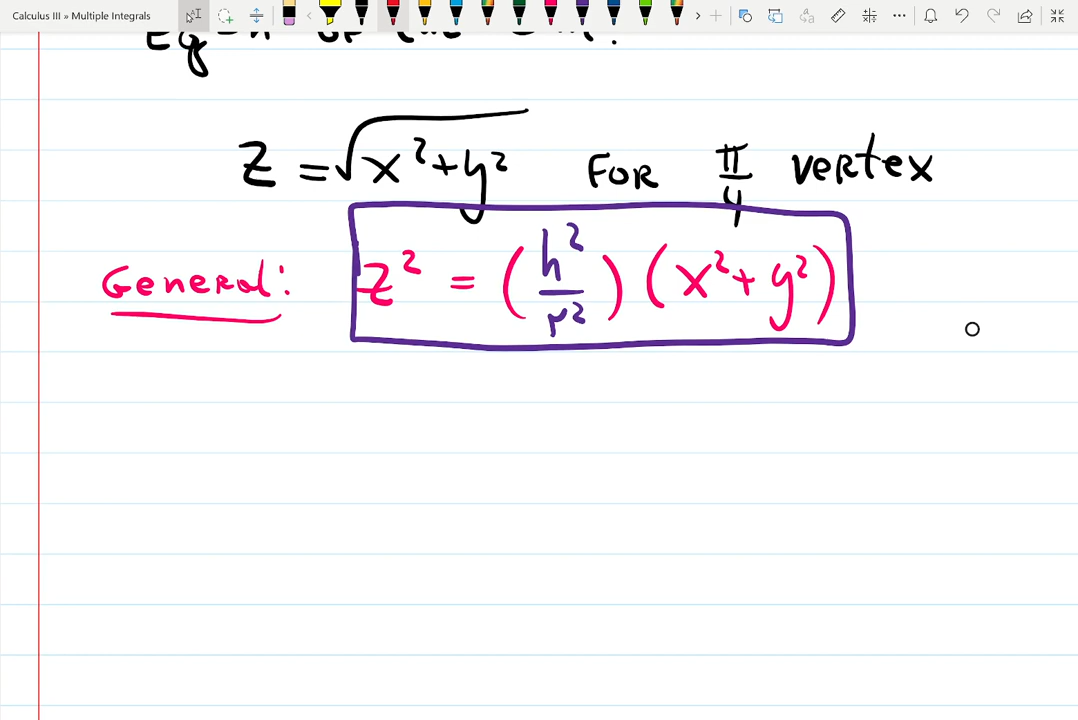 Calculus III » Multiple Integrals
z = √x²+y² FOR π/4 vertex
General: z² = (h²/r²) (x²+y²)